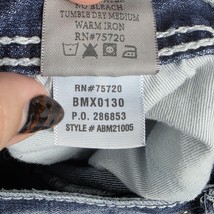 NO BLEACH
TUMBLE DRY MEDIUM
WARM IRON
RN#75720
RN#75720
BMX0130
P.O. 286853
STYLE # ABM21005